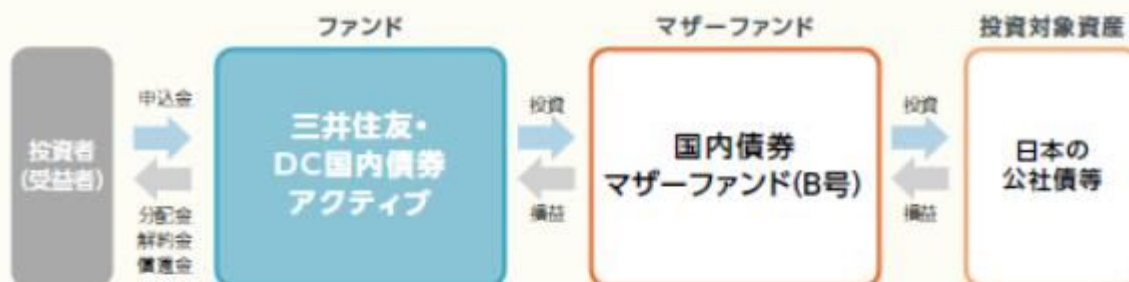 ファンド
マザーファンド
投資対象資産
投資者
(受益者)
申込金
分配金
解約金
償還金
三井住友・
DC国内債券
アクティブ
投資
損益
国内債券
マザーファンド(B号)
投資
損益
日本の
公社債等